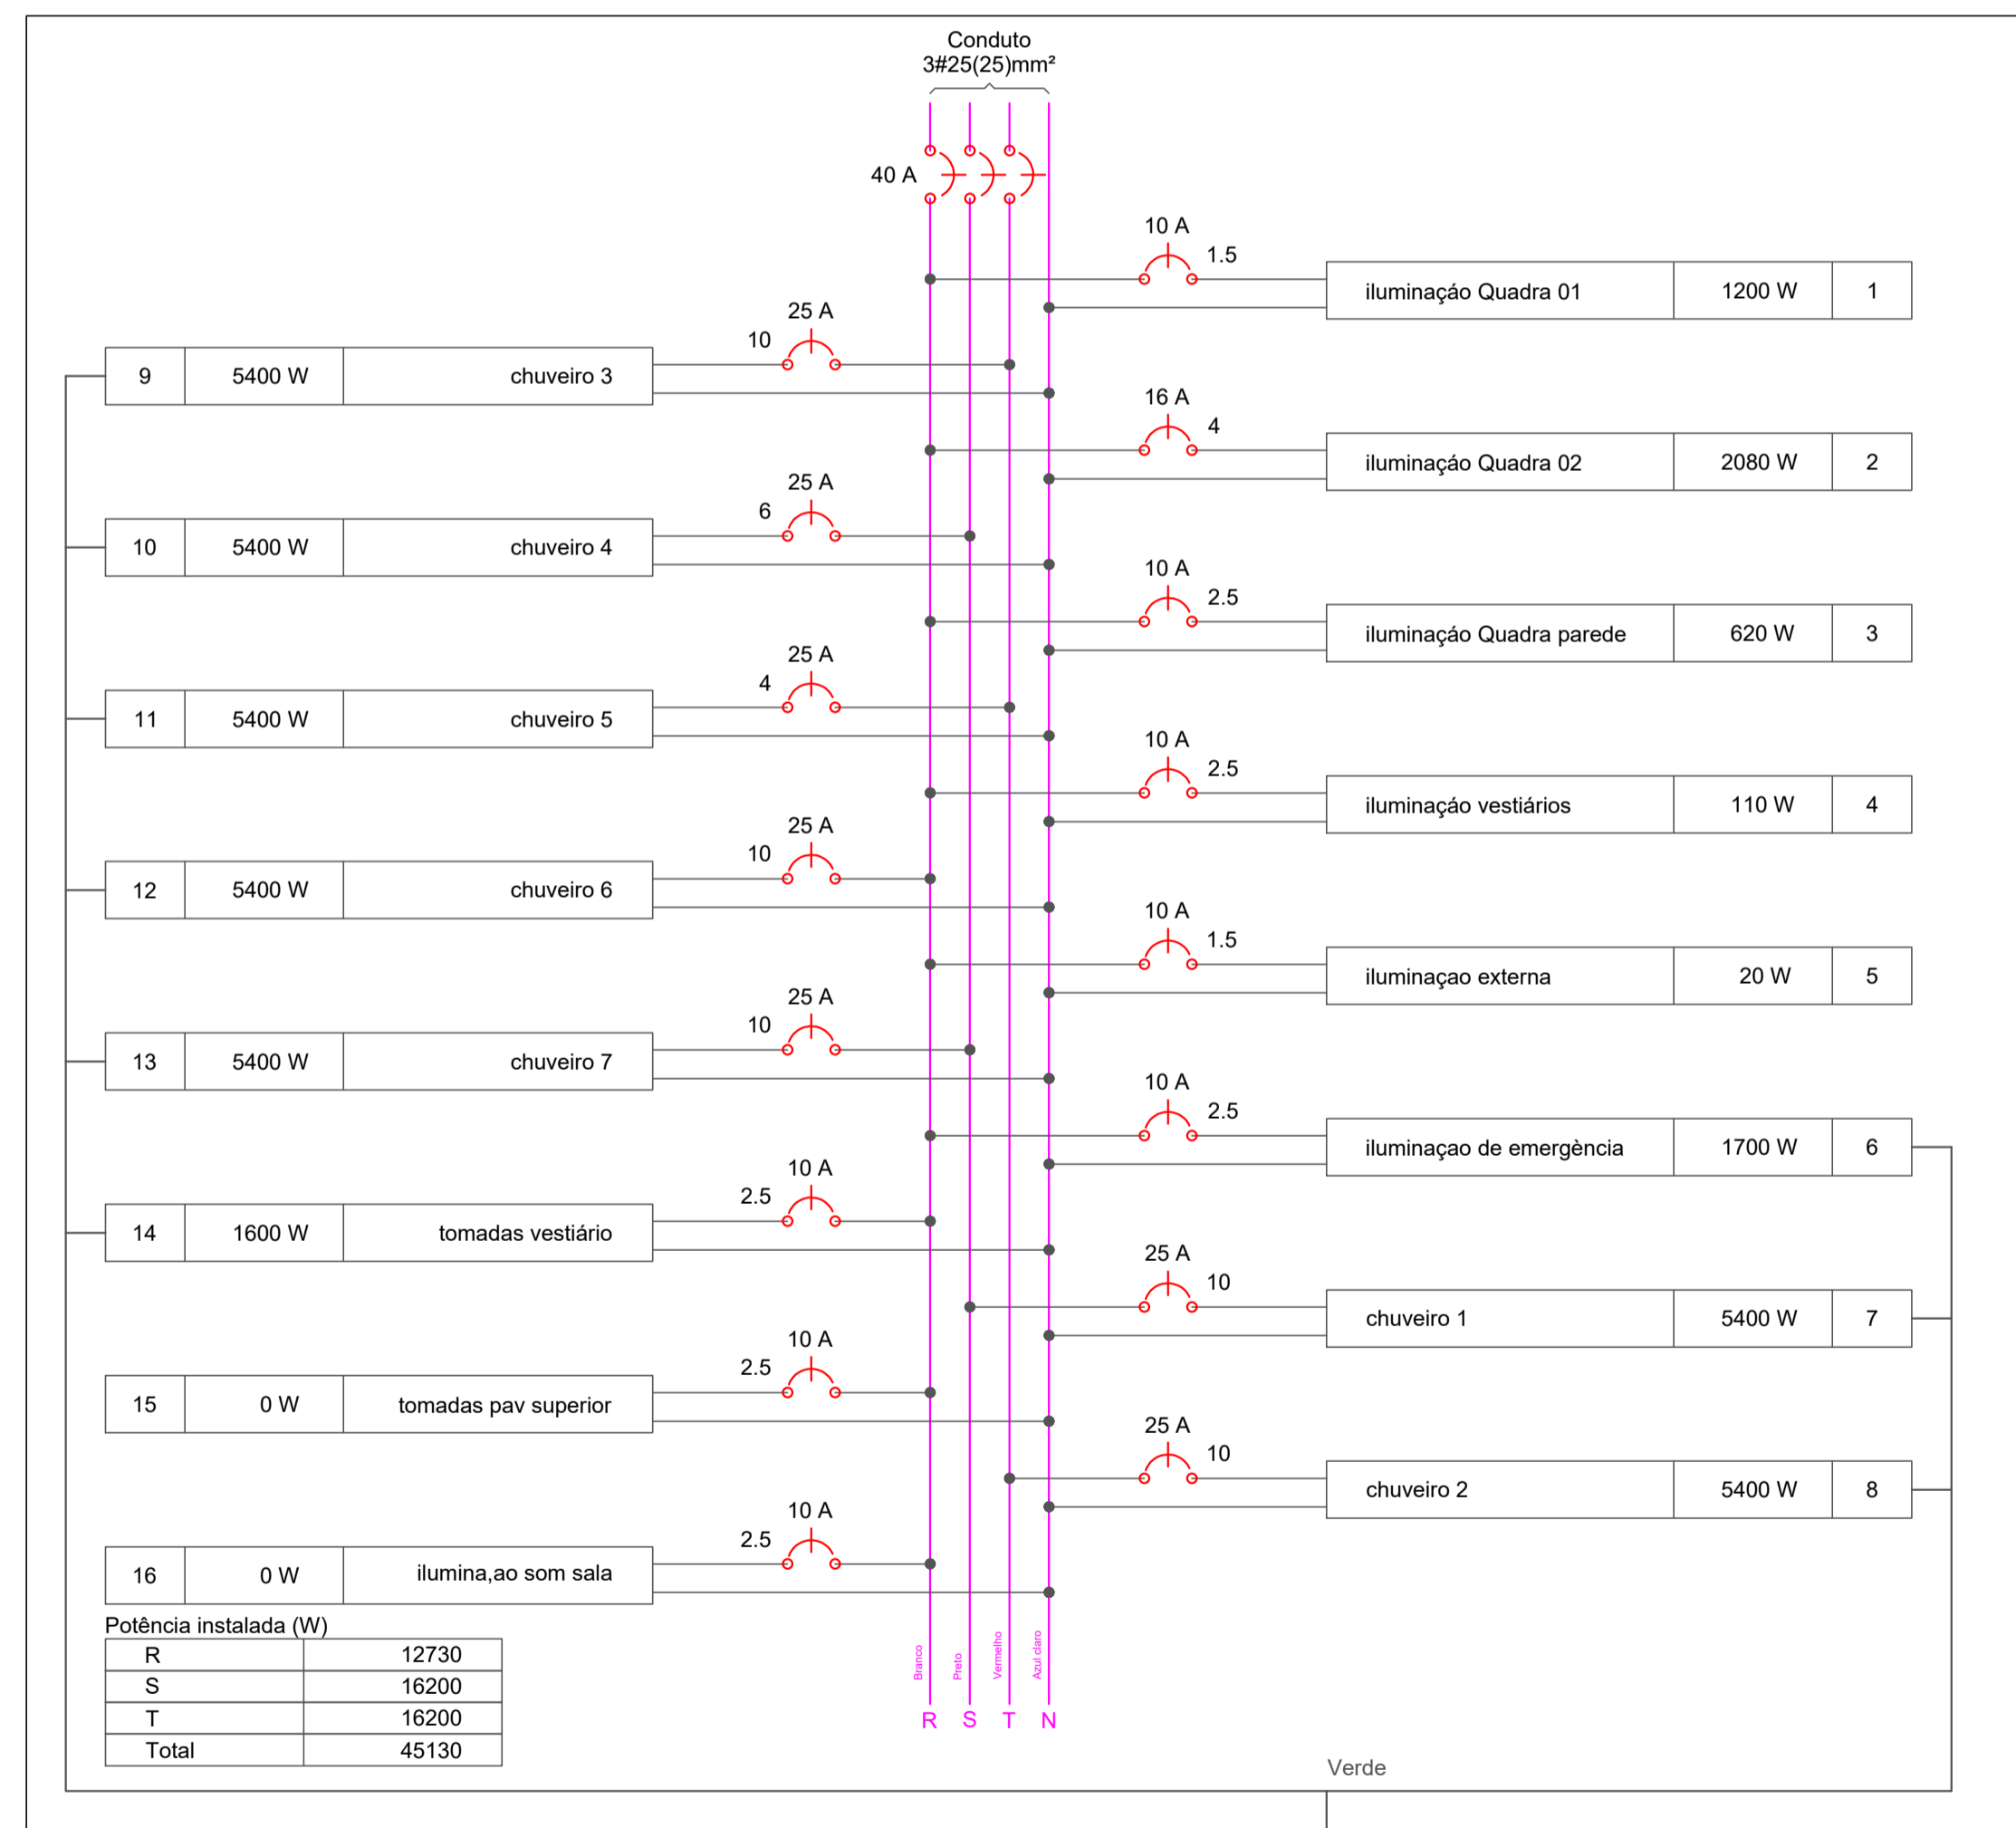 Conduto
3#25(25)mm²
40 A
10 A
1.5
iluminaçáo Quadra 01 1200 W 1
25 A
10
9 5400 W chuveiro 3
16 A
4
iluminaçáo Quadra 02 2080 W 2
25 A
6
10 5400 W chuveiro 4
10 A
2.5
iluminaçáo Quadra parede 620 W 3
25 A
4
11 5400 W chuveiro 5
10 A
2.5
iluminaçáo vestiários 110 W 4
25 A
10
12 5400 W chuveiro 6
10 A
1.5
iluminaçao externa 20 W 5
25 A
10
13 5400 W chuveiro 7
10 A
2.5
iluminaçao de emergència 1700 W 6
10 A
2.5
14 1600 W tomadas vestiário
25 A
10
chuveiro 1 5400 W 7
10 A
2.5
15 0 W tomadas pav superior
25 A
10
chuveiro 2 5400 W 8
10 A
2.5
16 0 W ilumina,ao som sala
Potência instalada (W)
R 12730
S 16200
T 16200
Total 45130
Branco
Preto
Vermelho
Azul claro
R S T N
Verde